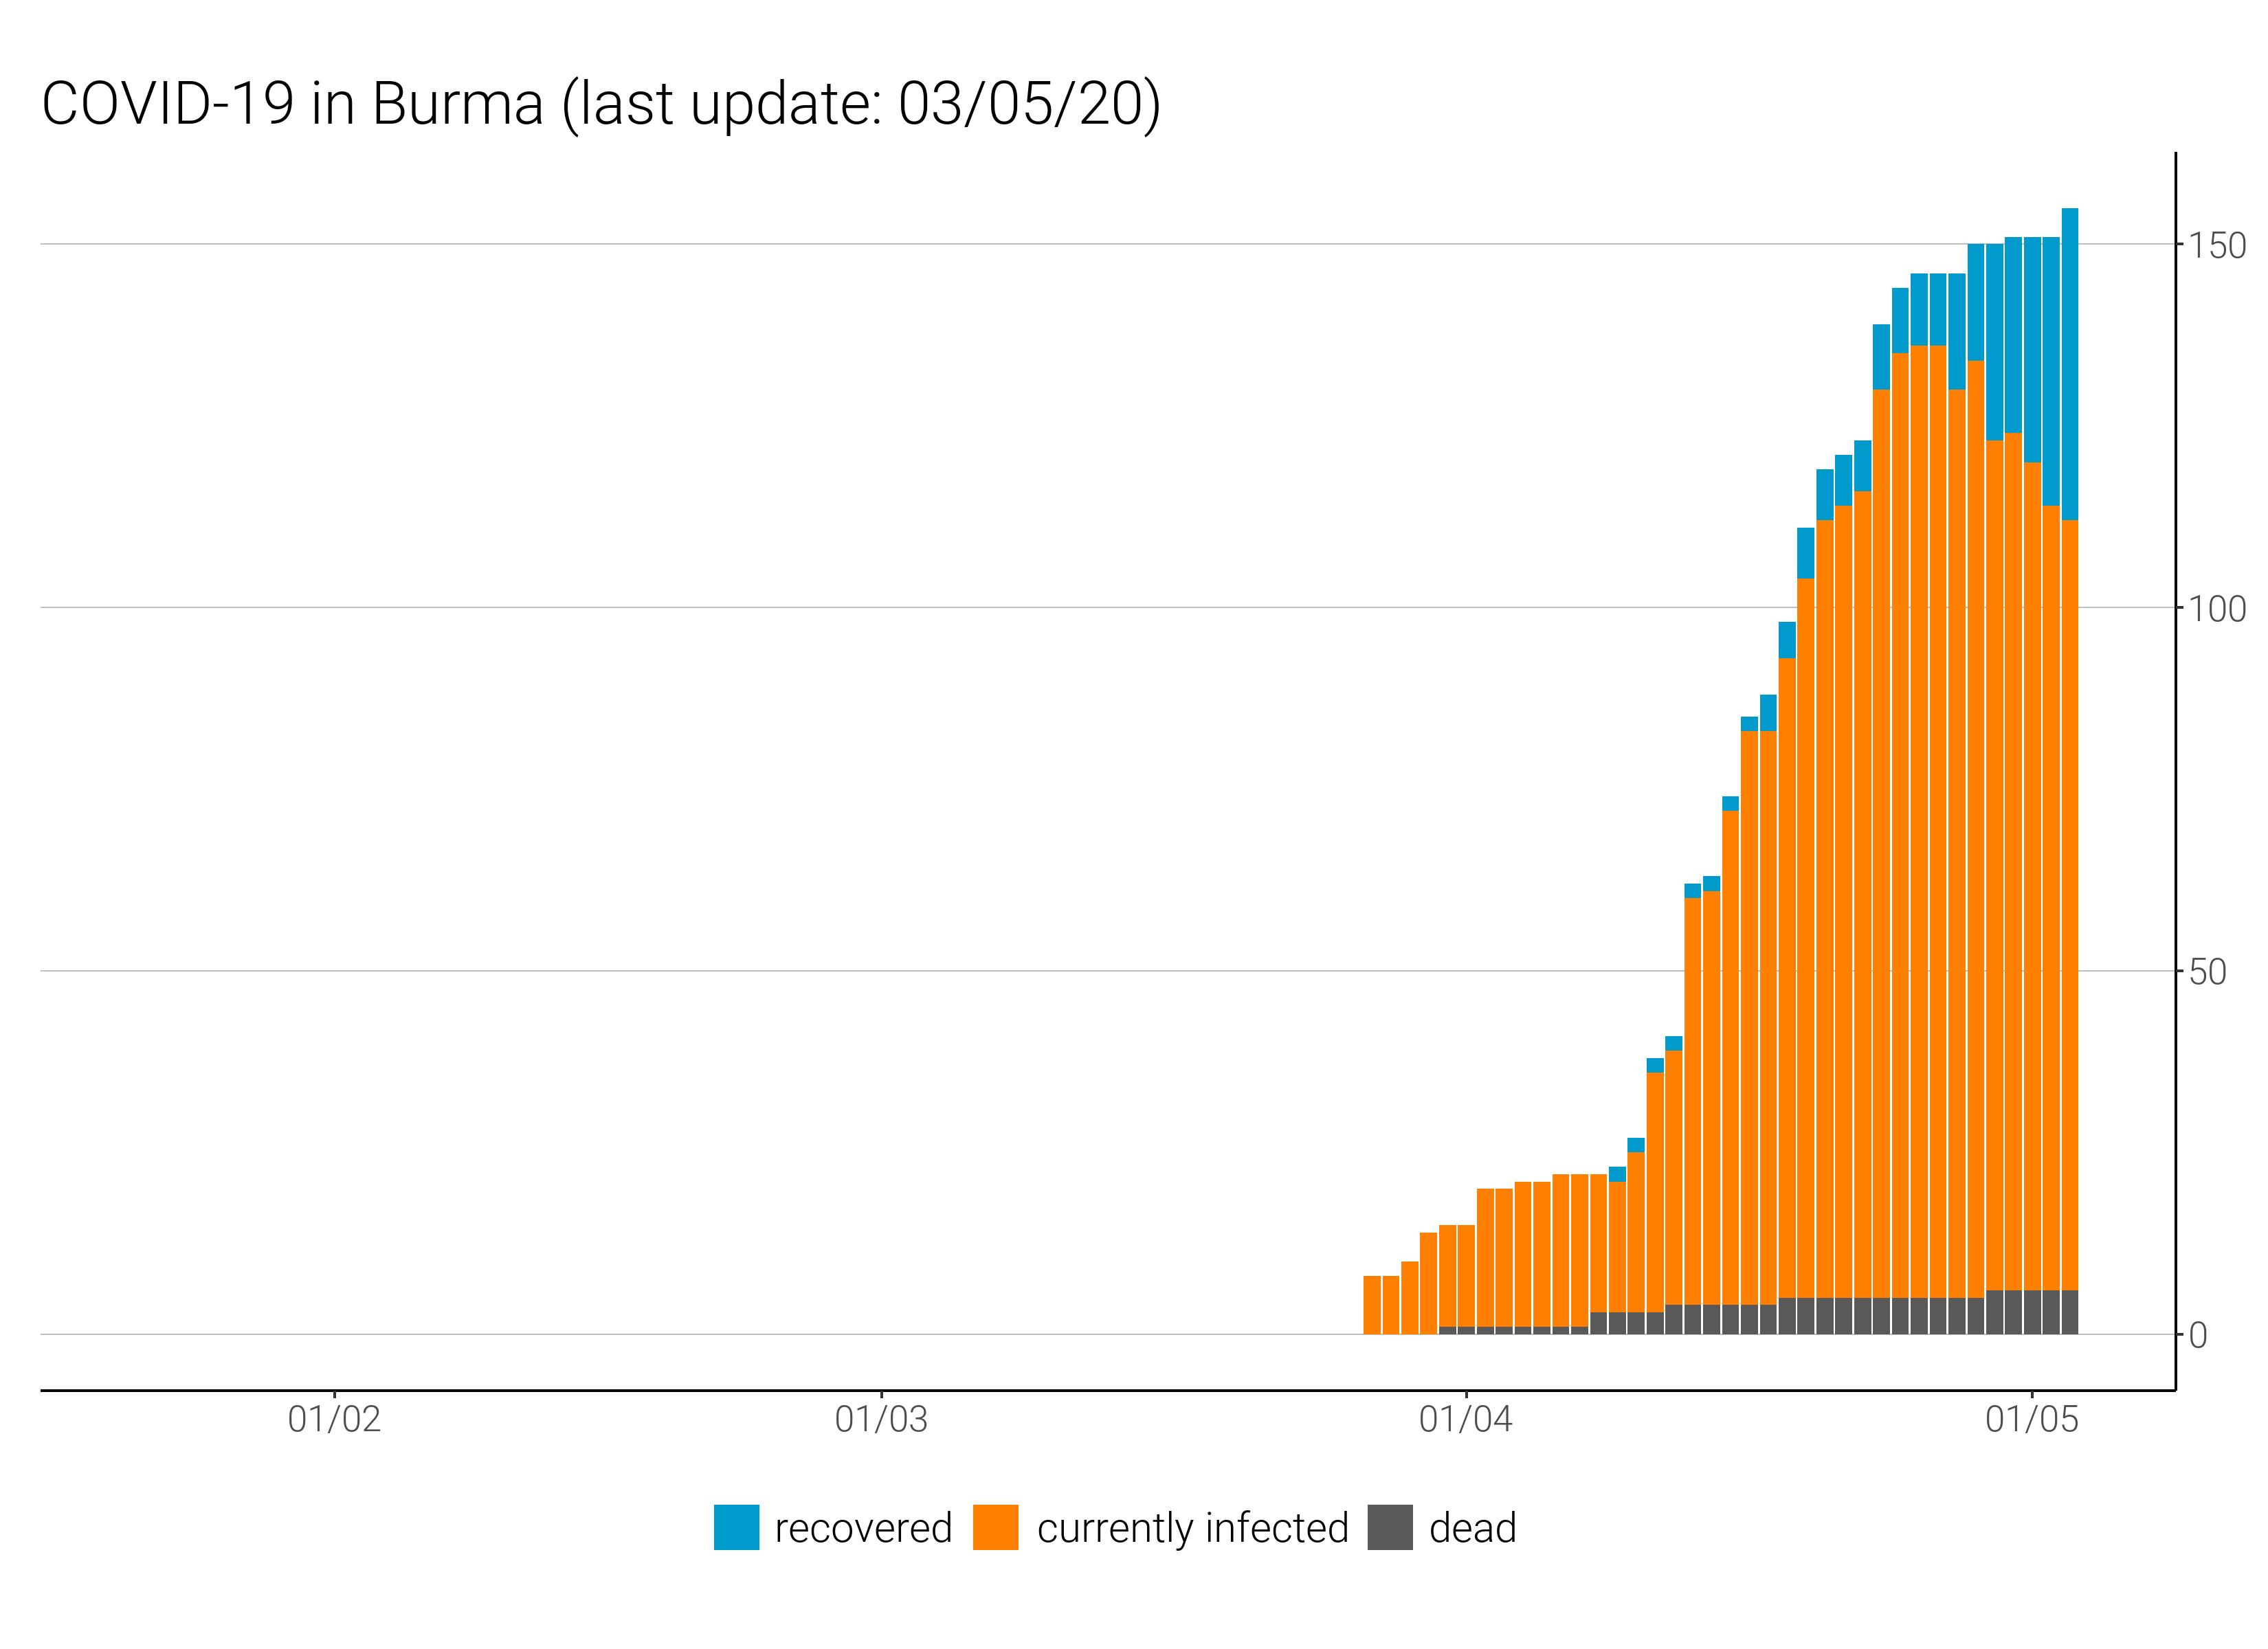 COVID-19 in Burma (last update: 03/05/20)
150
100
50
0
01/02 01/03 01/04 01/05
recovered currently infected dead